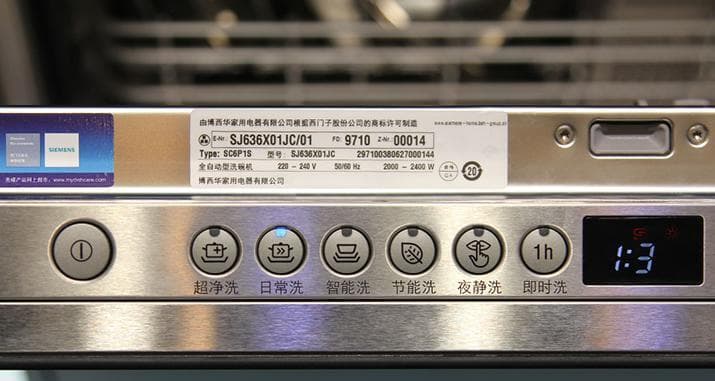 由博西华家用电器有限公司根据西门子股份公司的商标许可制造
E-Nr. SJ636X01JC/01 FD: 9710 Z-Nr. 00014
Type: SC6P1S 型号: SJ636X01JC 297100380627000144
全自动型洗碗机 220 - 240 V 50/60 Hz 2000 - 2400 W
博西华家用电器有限公司
20
SIEMENS
1h
1:3
超净洗 日常洗 智能洗 节能洗 夜静洗 即时洗